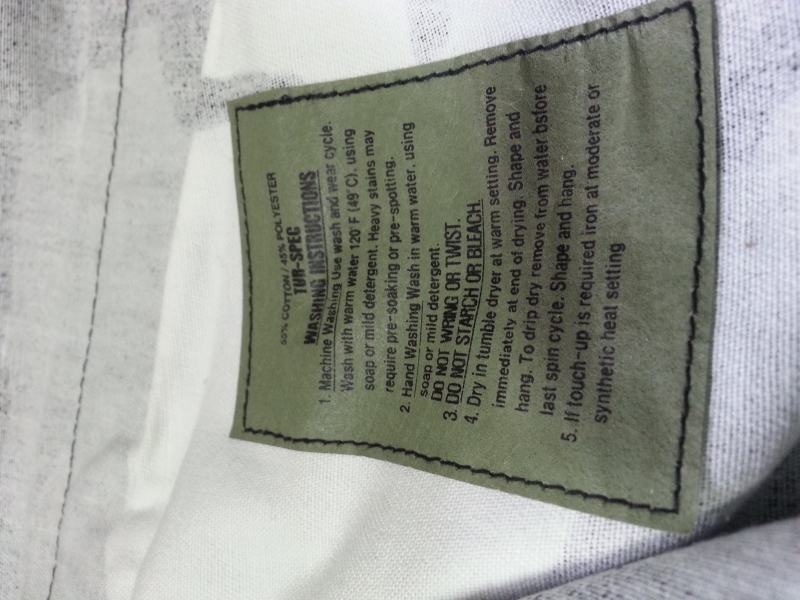 COTTON / 45% POLYESTER
TUR-SPEC
WASHING INSTRUCTIONS
1. Machine Washing Use wash and wear cycle.
Wash with warm water 120°F (49°C), using
soap or mild detergent. Heavy stains may
require pre-soaking or pre-spotting.
2. Hand Washing Wash in warm water, using
soap or mild detergent.
DO NOT WRING OR TWIST.
3. DO NOT STARCH OR BLEACH.
4. Dry in tumble dryer at warm setting. Remove
immediately at end of drying. Shape and
hang. To drip dry remove from water bsfore
last spin cycle. Shape and hang.
5. If touch-up is required iron at moderate or
synthetic heat setting